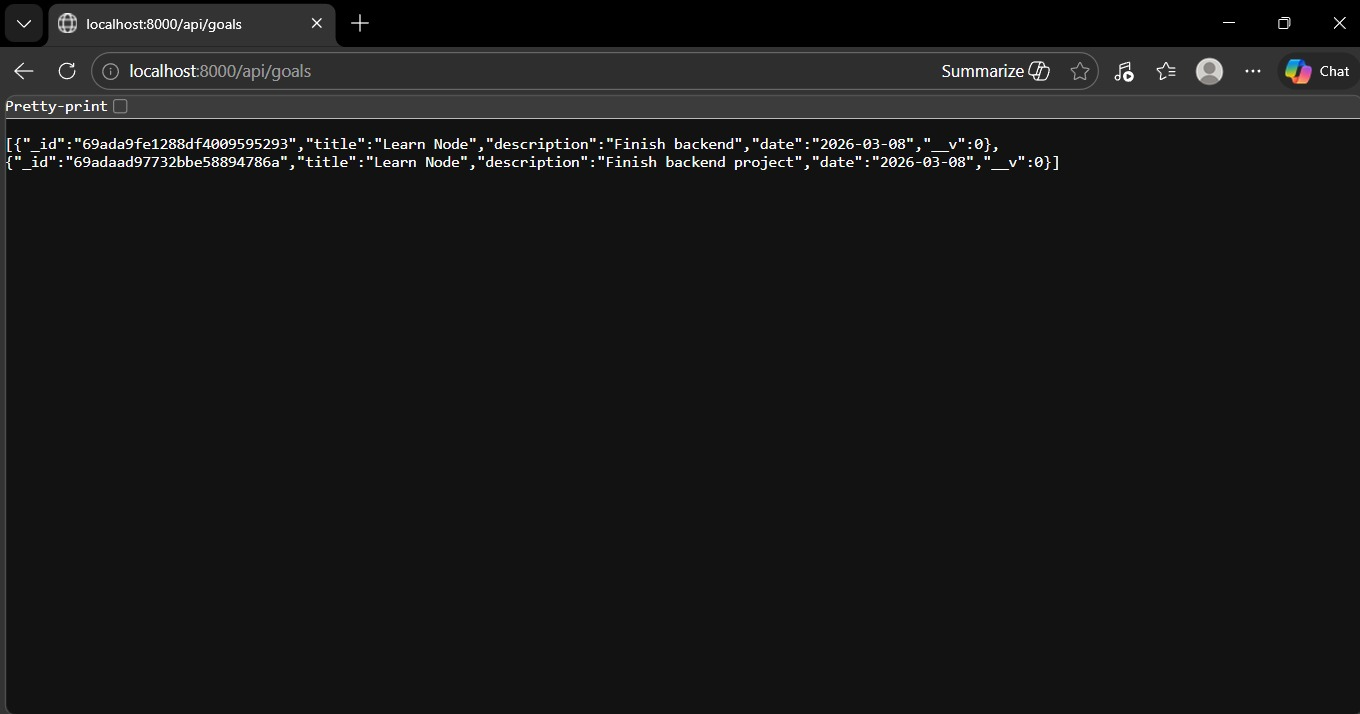 localhost:8000/api/goals
localhost:8000/api/goals Summarize Chat
Pretty-print
[{"_id":"69ada9fe1288df4009595293","title":"Learn Node","description":"Finish backend","date":"2026-03-08","__v":0},
{"_id":"69adaad97732bbe58894786a","title":"Learn Node","description":"Finish backend project","date":"2026-03-08","__v":0}]